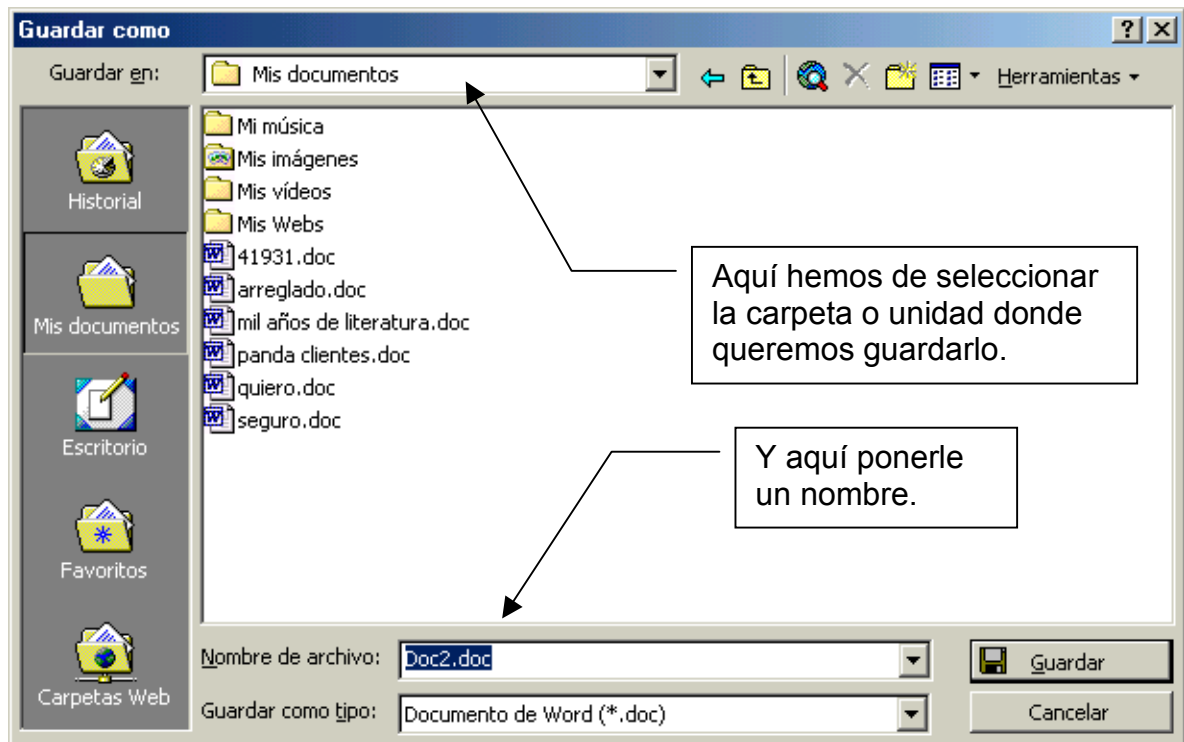 Guardar como
Guardar en:
Mis documentos
Herramientas
Historial
Mis documentos
Escritorio
Favoritos
Carpetas Web
Mi música
Mis imágenes
Mis vídeos
Mis Webs
41931.doc
arreglado.doc
mil años de literatura.doc
panda clientes.doc
quiero.doc
seguro.doc
Aquí hemos de seleccionar
la carpeta o unidad donde
queremos guardarlo.
Y aquí ponerle
un nombre.
Nombre de archivo:
Doc2.doc
Guardar
Guardar como tipo:
Documento de Word (*.doc)
Cancelar